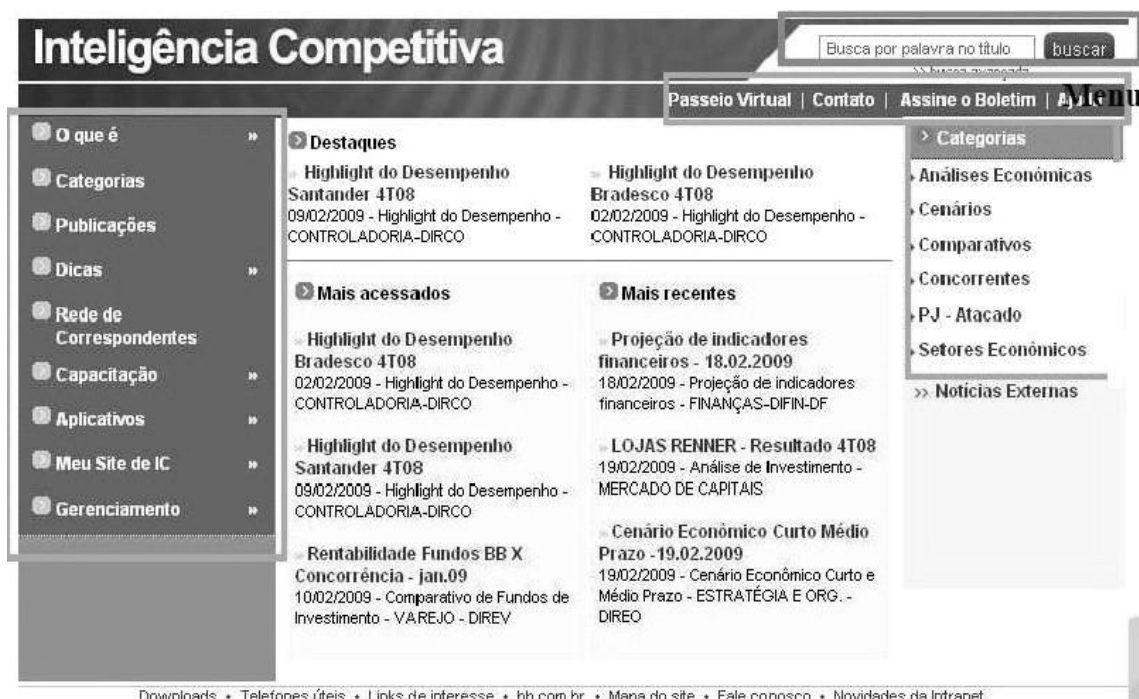 Inteligência Competitiva
Busca por palavra no título
buscar
>> busca avançada
Passeio Virtual | Contato | Assine o Boletim | Ajuda
Menu
O que é »
Categorias
Publicações
Dicas »
Rede de
Correspondentes
Capacitação »
Aplicativos »
Meu Site de IC »
Gerenciamento »
Destaques
Highlight do Desempenho
Santander 4T08
09/02/2009 - Highlight do Desempenho -
CONTROLADORIA-DIRCO
Highlight do Desempenho
Bradesco 4T08
02/02/2009 - Highlight do Desempenho -
CONTROLADORIA-DIRCO
Mais acessados
Highlight do Desempenho
Bradesco 4T08
02/02/2009 - Highlight do Desempenho -
CONTROLADORIA-DIRCO
Highlight do Desempenho
Santander 4T08
09/02/2009 - Highlight do Desempenho -
CONTROLADORIA-DIRCO
Rentabilidade Fundos BB X
Concorrência - jan.09
10/02/2009 - Comparativo de Fundos de
Investimento - VAREJO - DIREV
Mais recentes
Projeção de indicadores
financeiros - 18.02.2009
18/02/2009 - Projeção de indicadores
financeiros - FINANÇAS-DIFIN-DF
LOJAS RENNER - Resultado 4T08
19/02/2009 - Análise de Investimento -
MERCADO DE CAPITAIS
Cenário Econômico Curto Médio
Prazo -19.02.2009
19/02/2009 - Cenário Econômico Curto e
Médio Prazo - ESTRATÉGIA E ORG. -
DIREO
Categorias
Análises Económicas
Cenários
Comparativos
Concorrentes
PJ - Atacado
Setores Económicos
>> Notícias Externas
Downloads • Telefones úteis • Links de interesse • bb.com.br • Mapa do site • Fale conosco • Novidades da Intranet